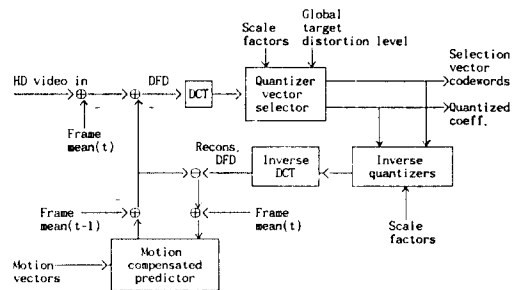 Global
Scale target
factors distortion level
Selection
vector
codewords
HD video in
DFD
DCT
Quantizer
vector
selector
Quantized
coeff.
Frame
mean(t)
Recons.
DFD
Inverse
DCT
Inverse
quantizers
Frame
mean(t-1)
Frame
mean(t)
Scale
factors
Motion
vectors
Motion
compensated
predictor